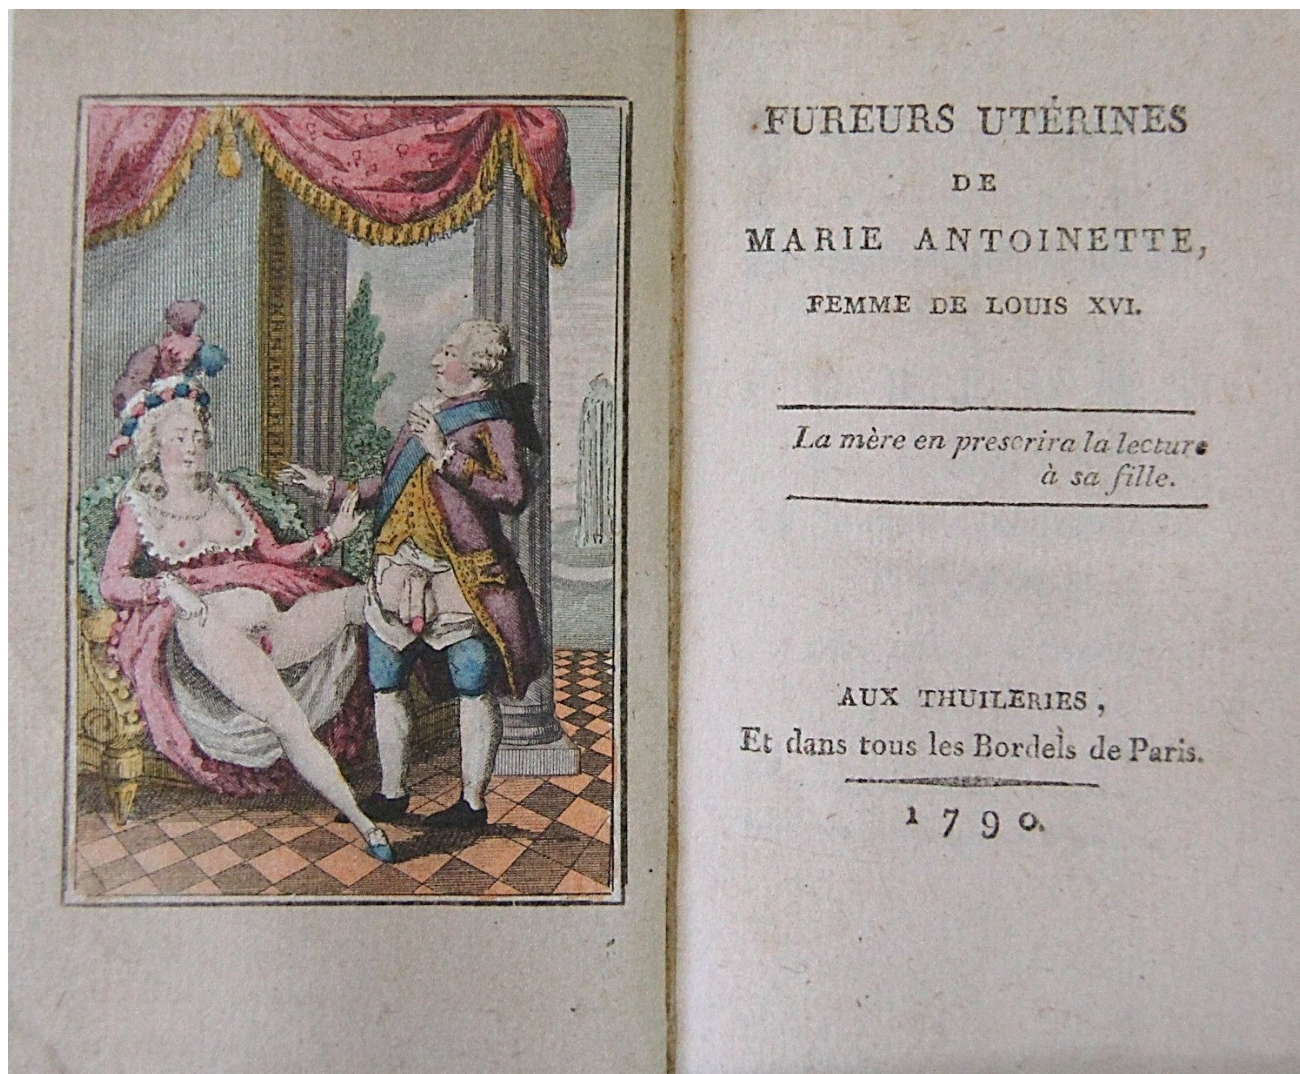 FUREURS UTÉRINES
DE
MARIE ANTOINETTE,
FEMME DE LOUIS XVI.
La mère en prescrira la lecture
à sa fille.
AUX THUILERIES,
Et dans tous les Bordels de Paris.
1790.